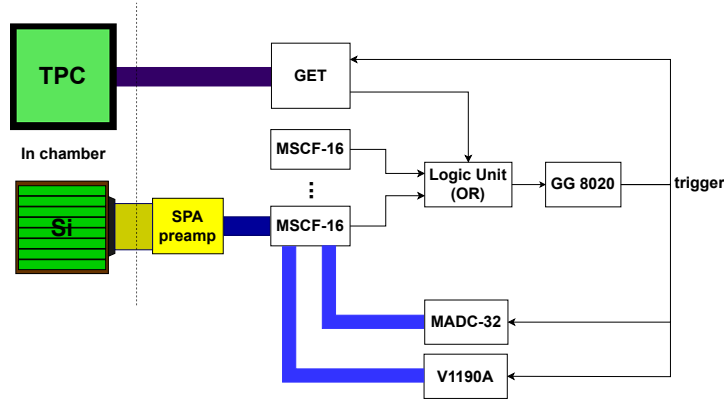 TPC
GET
In chamber
MSCF-16
...
Logic Unit
(OR)
GG 8020
trigger
Si
SPA
preamp
MSCF-16
MADC-32
V1190A